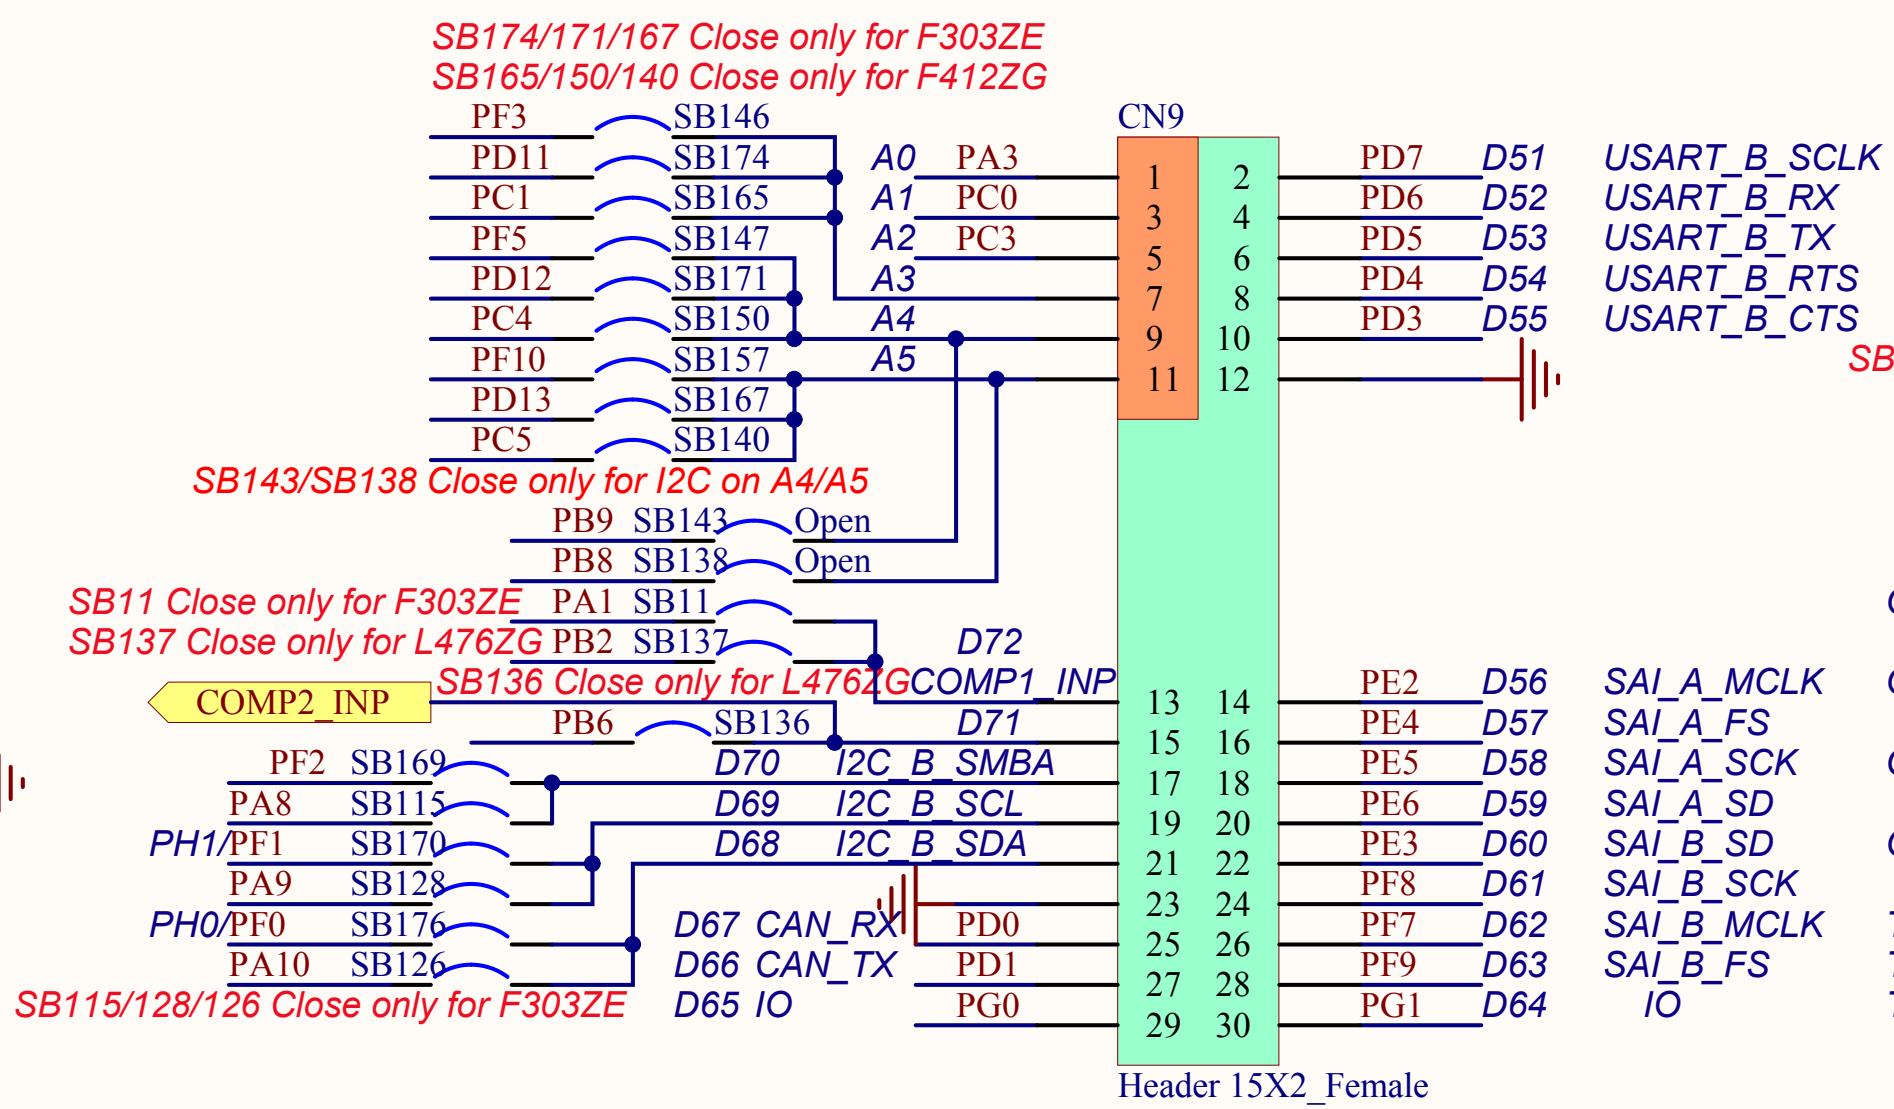 SB174/171/167 Close only for F303ZE
SB165/150/140 Close only for F412ZG
PF3 SB146 CN9
PD11 SB174 A0 PA3 1 2 PD7 D51 USART_B_SCLK
PC1 SB165 A1 PC0 3 4 PD6 D52 USART_B_RX
PF5 SB147 A2 PC3 5 6 PD5 D53 USART_B_TX
PD12 SB171 A3 7 8 PD4 D54 USART_B_RTS
PC4 SB150 A4 9 10 PD3 D55 USART_B_CTS
PF10 SB157 A5 11 12 SB
PD13 SB167
PC5 SB140
SB143/SB138 Close only for I2C on A4/A5
PB9 SB143 Open
PB8 SB138 Open
SB11 Close only for F303ZE PA1 SB11
SB137 Close only for L476ZG PB2 SB137 D72
SB136 Close only for L476ZG COMP1_INP
COMP2_INP 13 14 PE2 D56 SAI_A_MCLK
PB6 SB136 D71 15 16 PE4 D57 SAI_A_FS
PF2 SB169 D70 I2C_B_SMBA 17 18 PE5 D58 SAI_A_SCK
PA8 SB115 D69 I2C_B_SCL 19 20 PE6 D59 SAI_A_SD
PH1/PF1 SB170 D68 I2C_B_SDA 21 22 PE3 D60 SAI_B_SD
PA9 SB128 23 24 PF8 D61 SAI_B_SCK
PH0/PF0 SB176 D67 CAN_RX PD0 25 26 PF7 D62 SAI_B_MCLK
PA10 SB126 D66 CAN_TX PD1 27 28 PF9 D63 SAI_B_FS
SB115/128/126 Close only for F303ZE D65 IO PG0 29 30 PG1 D64 IO
Header 15X2_Female